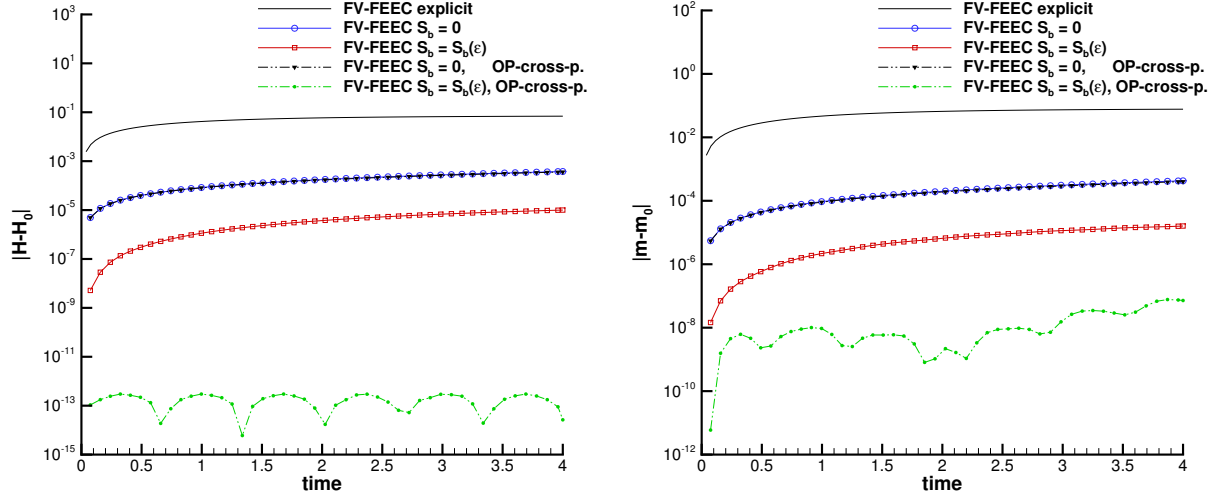 FV-FEEC explicit
FV-FEEC S_b = 0
FV-FEEC S_b = S_b(ε)
FV-FEEC S_b = 0, OP-cross-p.
FV-FEEC S_b = S_b(ε), OP-cross-p.
|H-H_0|
10^3
10^1
10^-1
10^-3
10^-5
10^-7
10^-9
10^-11
10^-13
10^-15
0 0.5 1 1.5 2 2.5 3 3.5 4
time
FV-FEEC explicit
FV-FEEC S_b = 0
FV-FEEC S_b = S_b(ε)
FV-FEEC S_b = 0, OP-cross-p.
FV-FEEC S_b = S_b(ε), OP-cross-p.
|m-m_0|
10^2
10^0
10^-2
10^-4
10^-6
10^-8
10^-10
10^-12
0 0.5 1 1.5 2 2.5 3 3.5 4
time